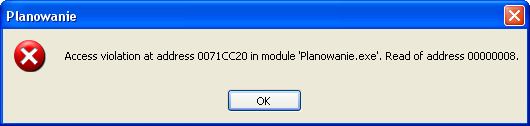 Planowanie
Access violation at address 0071CC20 in module 'Planowanie.exe'. Read of address 00000008.
OK